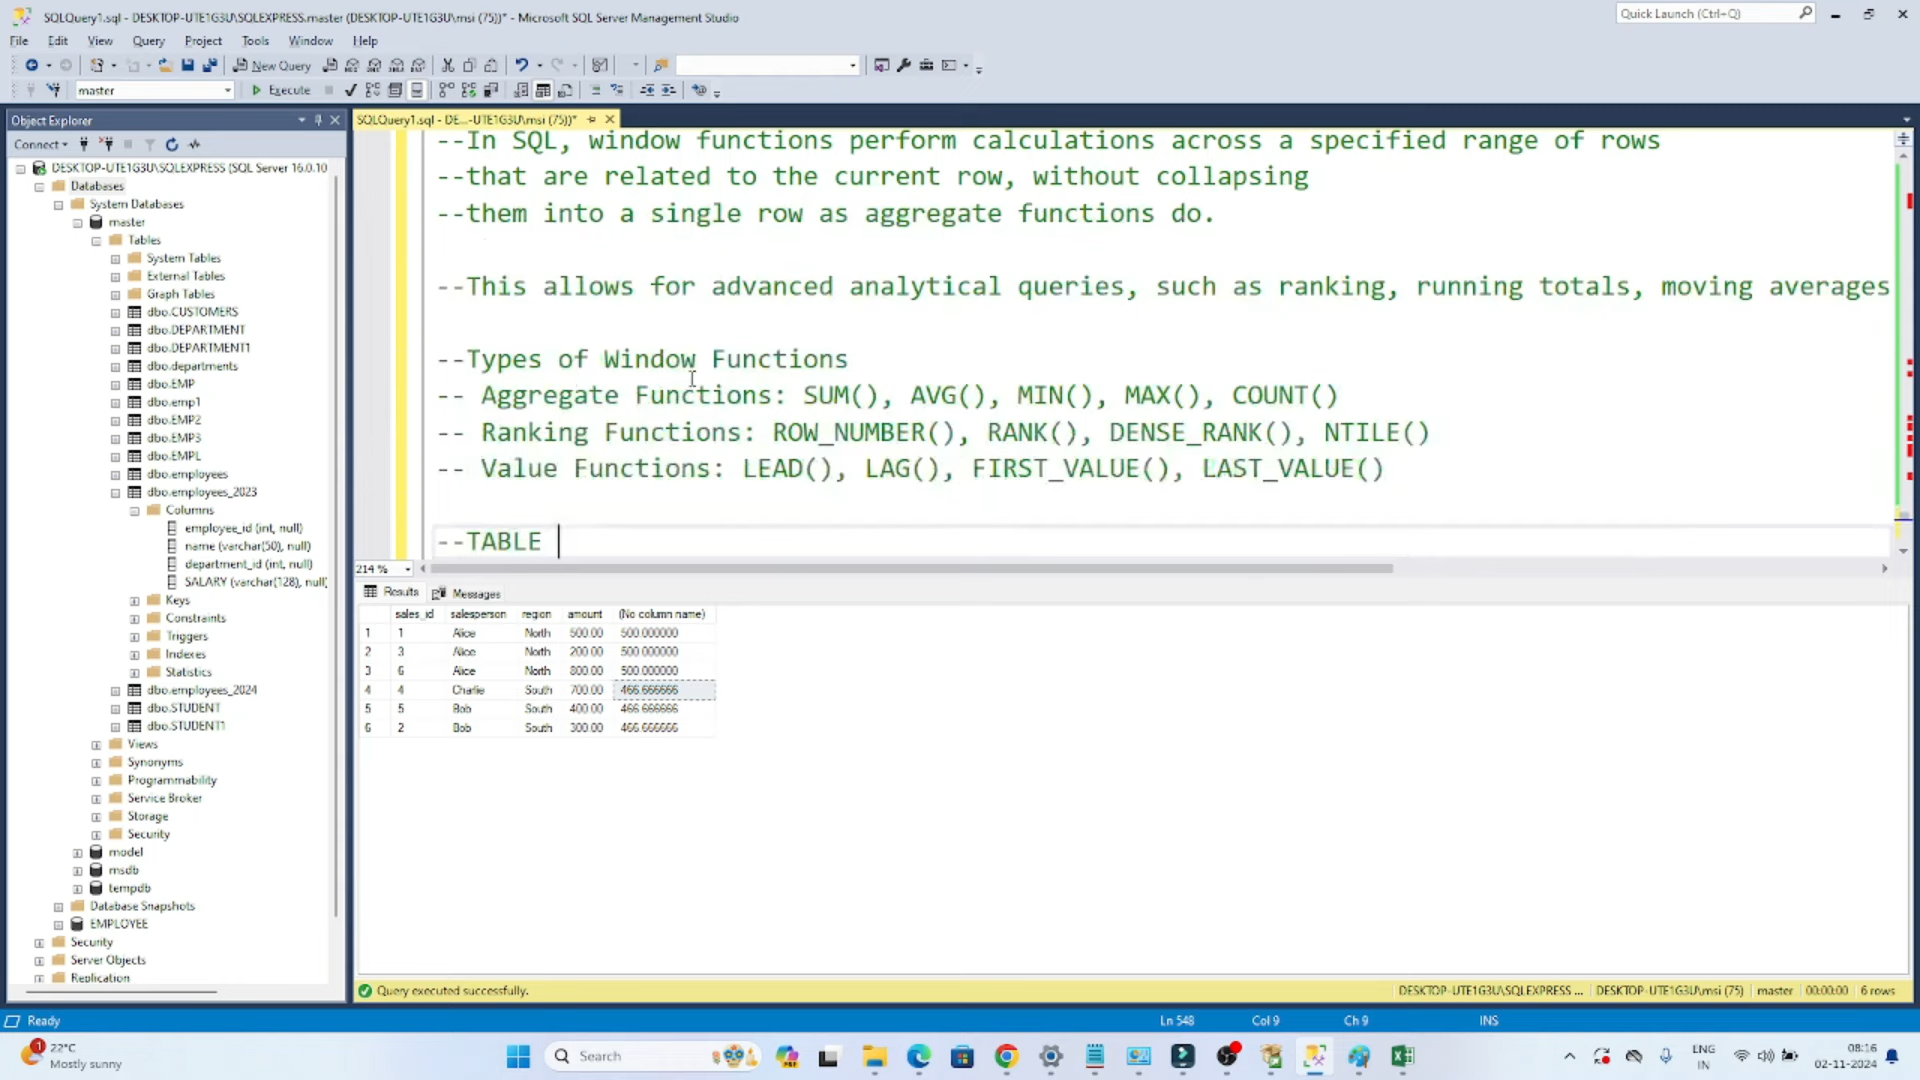 SQLQuery1.sql - DESKTOP-UTE1G3U\SQLEXPRESS.master (DESKTOP-UTE1G3U\msi (75))* - Microsoft SQL Server Management Studio
Quick Launch (Ctrl+Q)
File Edit View Query Project Tools Window Help
New Query
master
Execute
Object Explorer
SQLQuery1.sql - DE...-UTE1G3U\msi (75))*
Connect
DESKTOP-UTE1G3U\SQLEXPRESS (SQL Server 16.0.10
Databases
System Databases
master
Tables
System Tables
External Tables
Graph Tables
dbo.CUSTOMERS
dbo.DEPARTMENT
dbo.DEPARTMENT1
dbo.departments
dbo.EMP
dbo.emp1
dbo.EMP2
dbo.EMP3
dbo.EMPL
dbo.employees
dbo.employees_2023
Columns
employee_id (int, null)
name (varchar(50), null)
department_id (int, null)
SALARY (varchar(128), null)
Keys
Constraints
Triggers
Indexes
Statistics
dbo.employees_2024
dbo.STUDENT
dbo.STUDENT1
Views
Synonyms
Programmability
Service Broker
Storage
Security
model
msdb
tempdb
Database Snapshots
EMPLOYEE
Security
Server Objects
Replication
--In SQL, window functions perform calculations across a specified range of rows
--that are related to the current row, without collapsing
--them into a single row as aggregate functions do.
--This allows for advanced analytical queries, such as ranking, running totals, moving averages
--Types of Window Functions
-- Aggregate Functions: SUM(), AVG(), MIN(), MAX(), COUNT()
-- Ranking Functions: ROW_NUMBER(), RANK(), DENSE_RANK(), NTILE()
-- Value Functions: LEAD(), LAG(), FIRST_VALUE(), LAST_VALUE()
--TABLE
214 %
Results Messages
sales_id salesperson region amount (No column name)
1 1 Alice North 500.00 500.000000
2 3 Alice North 200.00 500.000000
3 6 Alice North 800.00 500.000000
4 4 Charlie South 700.00 466.666666
5 5 Bob South 400.00 466.666666
6 2 Bob South 300.00 466.666666
Query executed successfully.
DESKTOP-UTE1G3U\SQLEXPRESS ... DESKTOP-UTE1G3U\msi (75) master 00:00:00 6 rows
Ready
Ln 548 Col 9 Ch 9 INS
1
22°C
Mostly sunny
Search
ENG
IN
08:16
02-11-2024